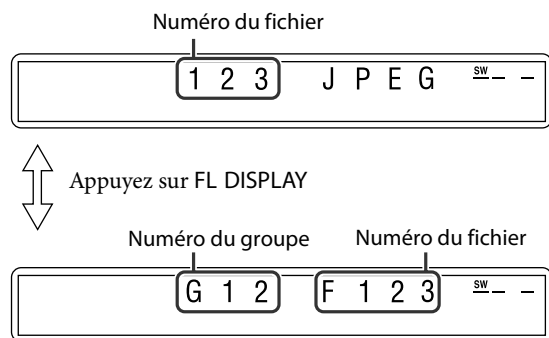 Numéro du fichier
1 2 3 J P E G SW – –
Appuyez sur FL DISPLAY
Numéro du groupe Numéro du fichier
G 1 2 F 1 2 3 SW – –